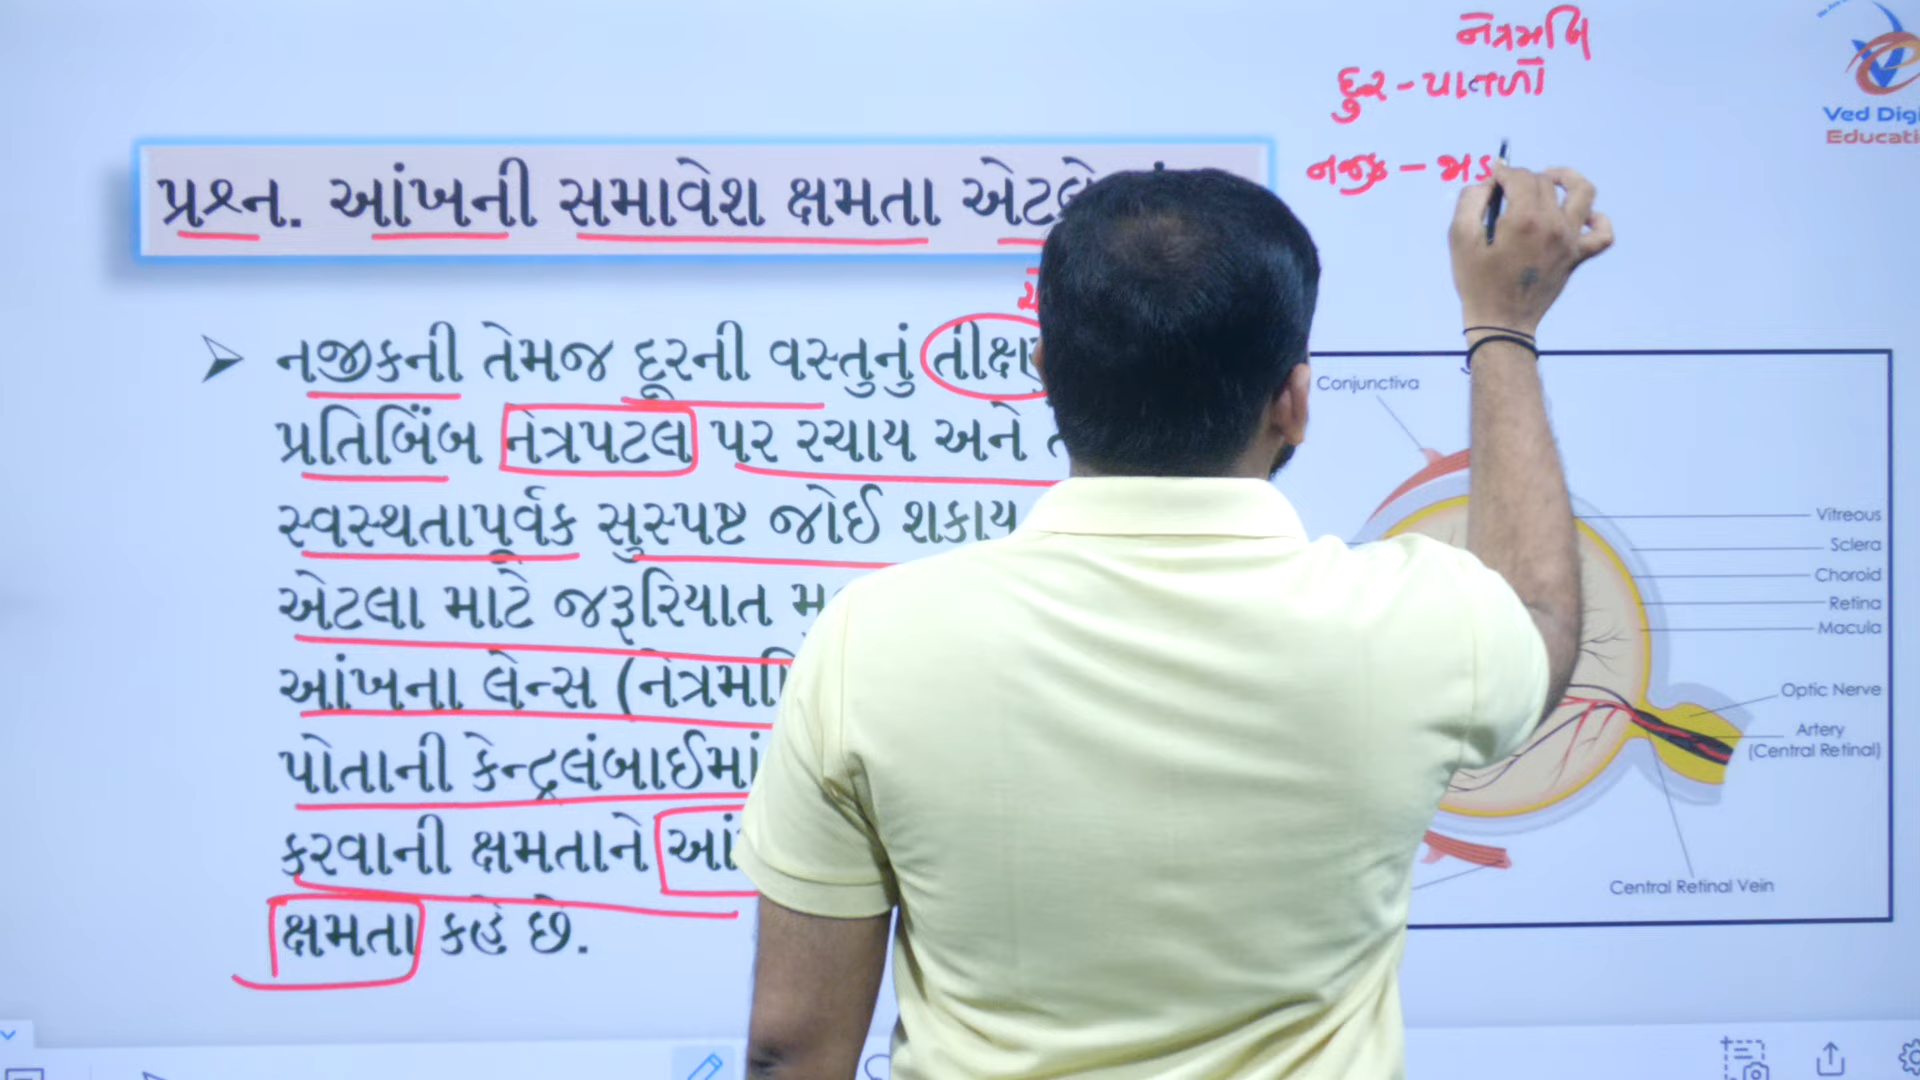 નેત્રમણિ
દુર - પાતળો
નજીક - જાડ
Ved Digi
Educati
પ્રશ્ન. આંખની સમાવેશ ક્ષમતા એટલે
નજીકની તેમજ દૂરની વસ્તુનું
પ્રતિબિંબ નેત્રપટલ પર રચાય અને
સ્વસ્થતાપૂર્વક સુસ્પષ્ટ જોઈ શકાય
એટલા માટે જરૂરિયાત
આંખના લેન્સ
પોતાની કેન્દ્રલંબાઈમાં
કરવાની ક્ષમતાને
ક્ષમતા કહે છે.
Conjunctiva
Vitreous
Sclera
Choroid
Retina
Macula
Optic Nerve
Artery
(Central Retinal)
Central Retinal Vein